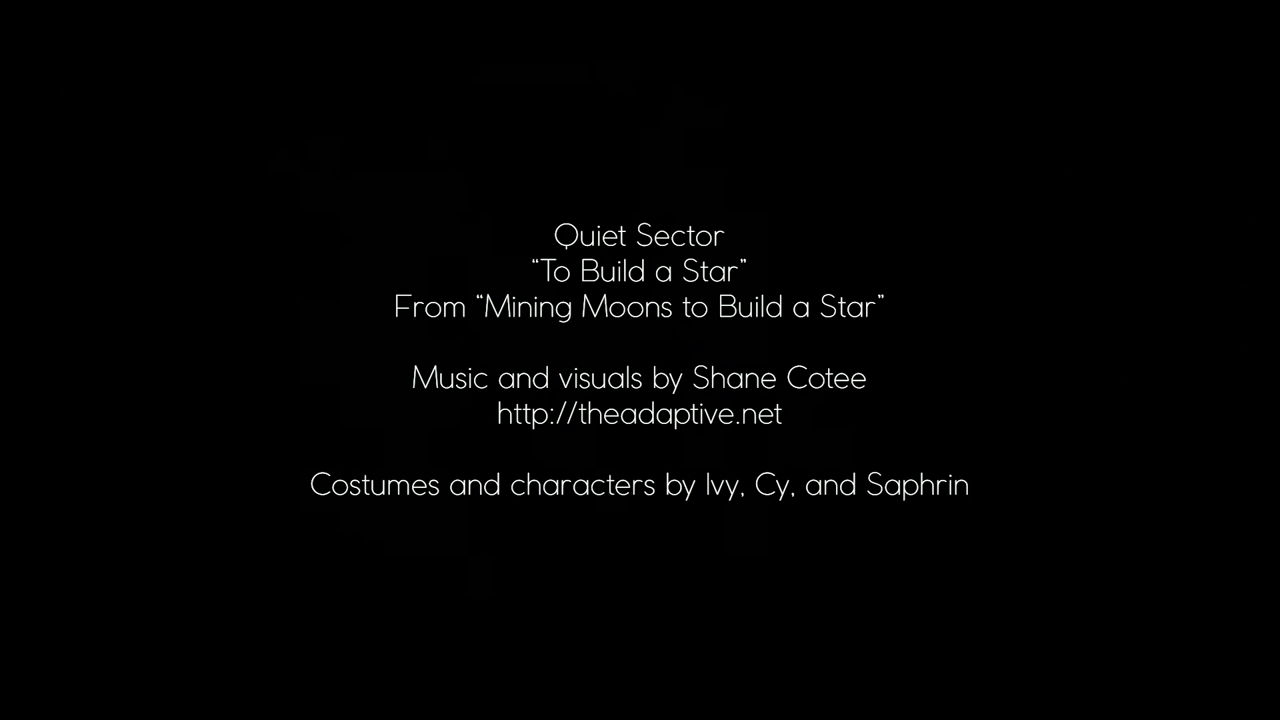 Quiet Sector
“To Build a Star”
From “Mining Moons to Build a Star”
Music and visuals by Shane Cotee
http://theadaptive.net
Costumes and characters by Ivy, Cy, and Saphrin